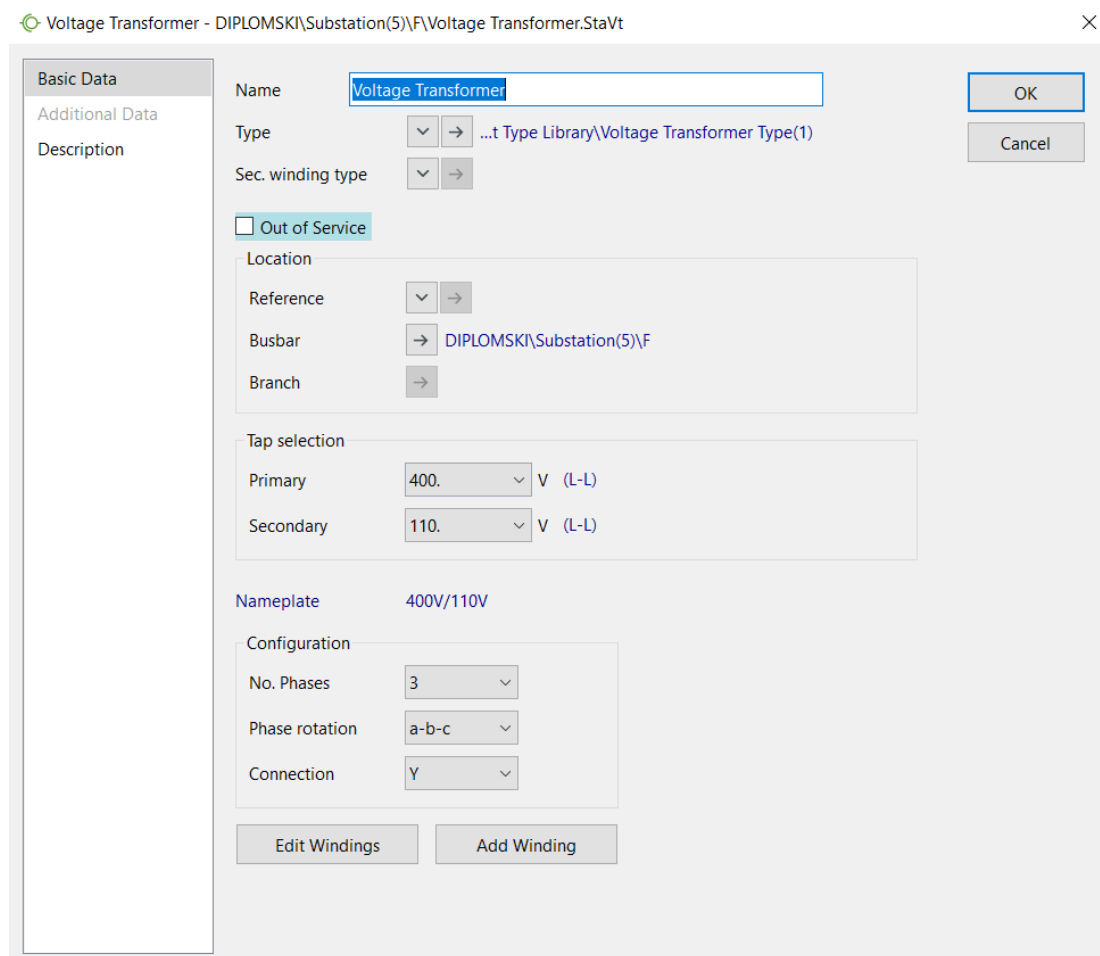 Voltage Transformer - DIPLOMSKI\Substation(5)\F\Voltage Transformer.StaVt
Basic Data
Additional Data
Description
Name Voltage Transformer
Type ...t Type Library\Voltage Transformer Type(1)
Sec. winding type
OK
Cancel
Out of Service
Location
Reference
Busbar DIPLOMSKI\Substation(5)\F
Branch
Tap selection
Primary 400. V (L-L)
Secondary 110. V (L-L)
Nameplate 400V/110V
Configuration
No. Phases 3
Phase rotation a-b-c
Connection Y
Edit Windings Add Winding